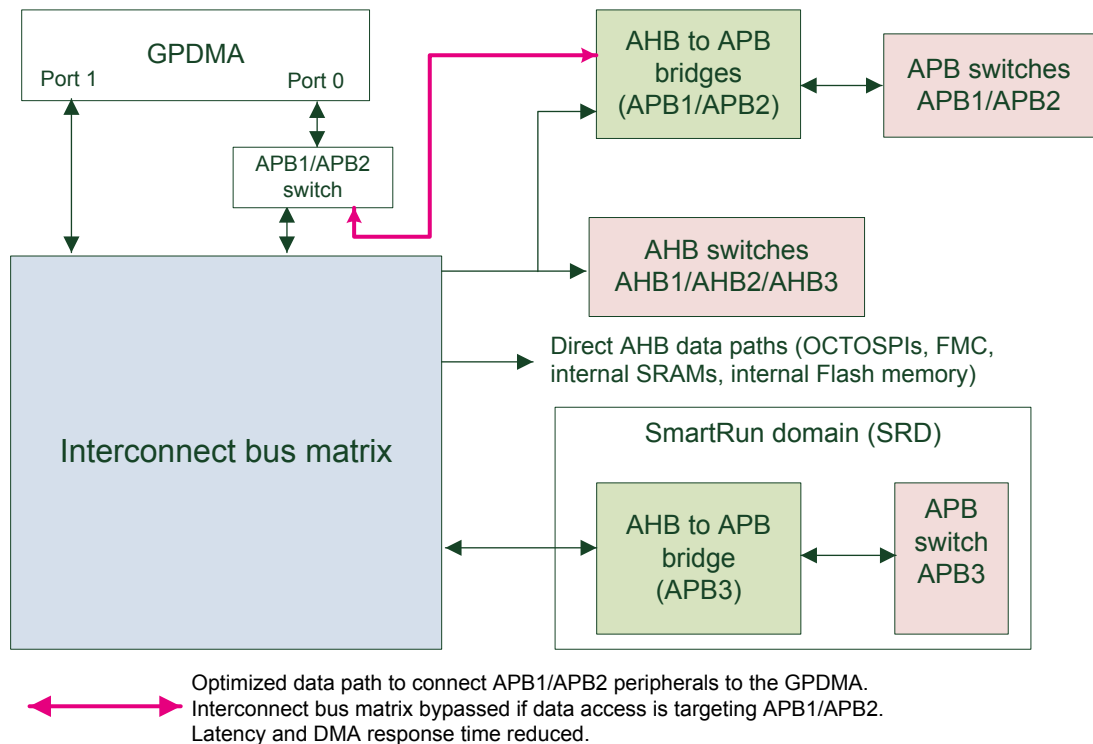 GPDMA
Port 1
Port 0
APB1/APB2
switch
AHB to APB
bridges
(APB1/APB2)
APB switches
APB1/APB2
AHB switches
AHB1/AHB2/AHB3
Direct AHB data paths (OCTOSPIs, FMC,
internal SRAMs, internal Flash memory)
Interconnect bus matrix
SmartRun domain (SRD)
AHB to APB
bridge
(APB3)
APB
switch
APB3
Optimized data path to connect APB1/APB2 peripherals to the GPDMA.
Interconnect bus matrix bypassed if data access is targeting APB1/APB2.
Latency and DMA response time reduced.